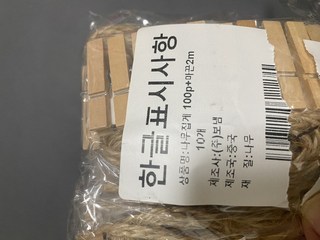 한글표시사항
상품명:나무집게 100p+마끈2m
10개
제조사:(주)보냄
제조국:중국
재 질:나무